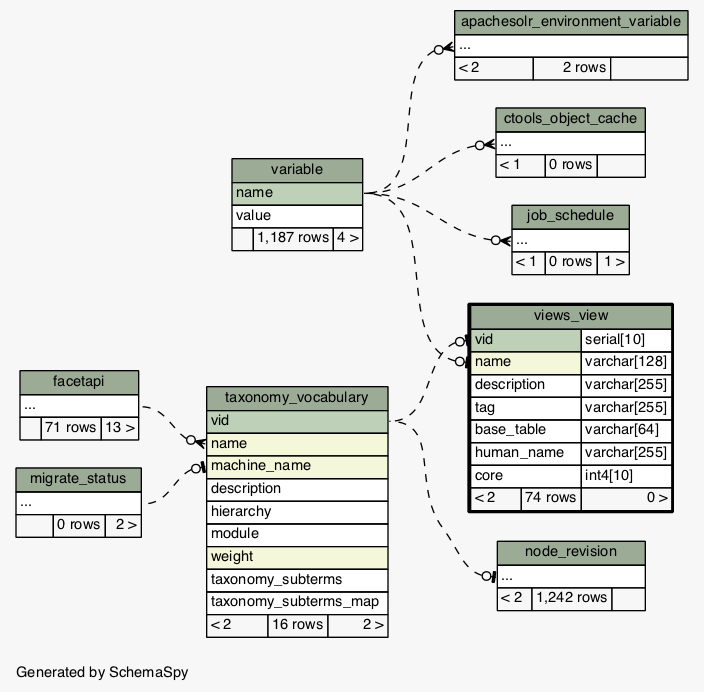 apachesolr_environment_variable
...
< 2 2 rows
ctools_object_cache
...
< 1 0 rows
variable
name
value
1,187 rows 4 >
job_schedule
...
< 1 0 rows 1 >
views_view
vid serial[10]
name varchar[128]
description varchar[255]
tag varchar[255]
base_table varchar[64]
human_name varchar[255]
core int4[10]
< 2 74 rows 0 >
facetapi
...
71 rows 13 >
migrate_status
...
0 rows 2 >
taxonomy_vocabulary
vid
name
machine_name
description
hierarchy
module
weight
taxonomy_subterms
taxonomy_subterms_map
< 2 16 rows 2 >
node_revision
...
< 2 1,242 rows
Generated by SchemaSpy